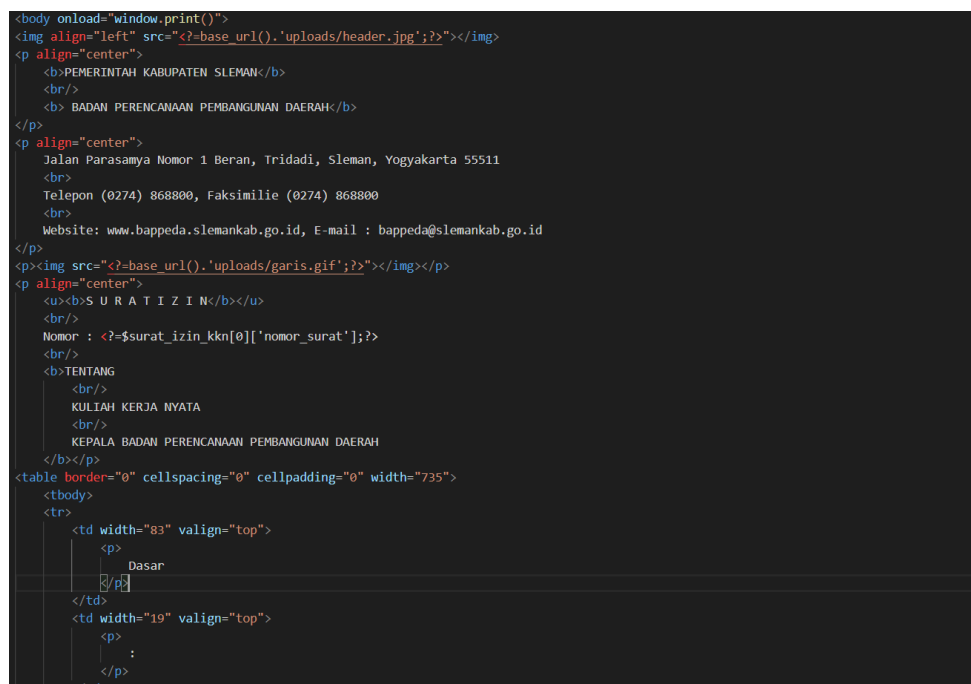 <body onload="window.print()">
<img align="left" src="<?=base_url().'uploads/header.jpg';?>"></img>
<p align="center">
<b>PEMERINTAH KABUPATEN SLEMAN</b>
<br/>
<b> BADAN PERENCANAAN PEMBANGUNAN DAERAH</b>
</p>
<p align="center">
Jalan Parasamya Nomor 1 Beran, Tridadi, Sleman, Yogyakarta 55511
<br>
Telepon (0274) 868800, Faksimilie (0274) 868800
<br>
Website: www.bappeda.slemankab.go.id, E-mail : bappeda@slemankab.go.id
</p>
<p><img src="<?=base_url().'uploads/garis.gif';?>"></img></p>
<p align="center">
<u><b>S U R A T I Z I N</b></u>
<br/>
Nomor : <?=$surat_izin_kkn[0]['nomor_surat'];?>
<br/>
<b>TENTANG
<br/>
KULIAH KERJA NYATA
<br/>
KEPALA BADAN PERENCANAAN PEMBANGUNAN DAERAH
</b></p>
<table border="0" cellspacing="0" cellpadding="0" width="735">
<tbody>
<tr>
<td width="83" valign="top">
<p>
Dasar
</p>
</td>
<td width="19" valign="top">
<p>
:
</p>